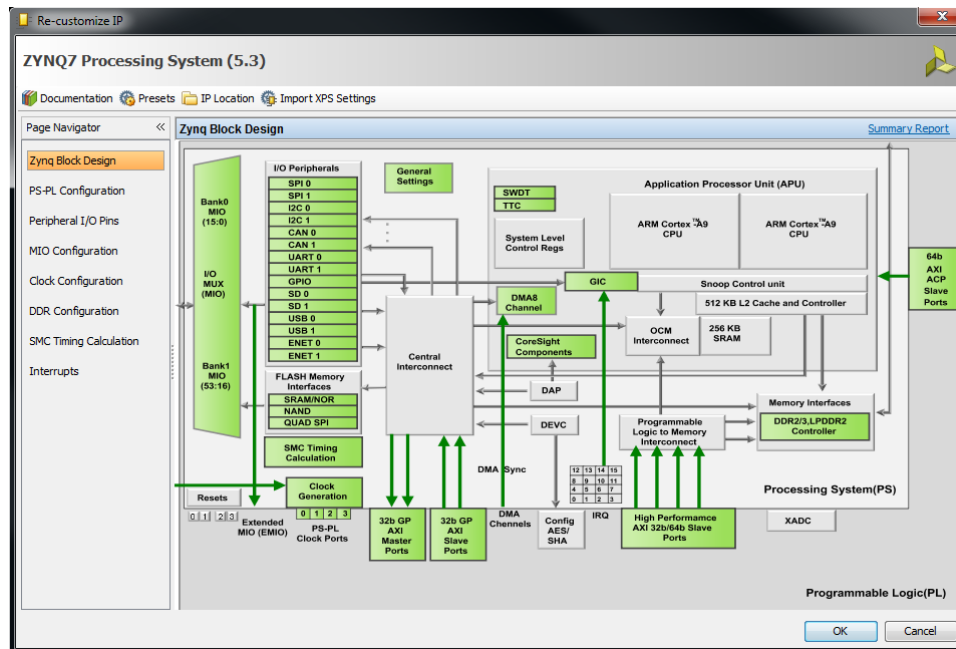 Re-customize IP
ZYNQ7 Processing System (5.3)
Documentation Presets IP Location Import XPS Settings
Page Navigator «
Zynq Block Design
PS-PL Configuration
Peripheral I/O Pins
MIO Configuration
Clock Configuration
DDR Configuration
SMC Timing Calculation
Interrupts
Zynq Block Design
Summary Report
Bank0
MIO
(15:0)
I/O
MUX
(MIO)
Bank1
MIO
(53:16)
I/O Peripherals
SPI 0
SPI 1
I2C 0
I2C 1
CAN 0
CAN 1
UART 0
UART 1
GPIO
SD 0
SD 1
USB 0
USB 1
ENET 0
ENET 1
FLASH Memory
Interfaces
SRAM/NOR
NAND
QUAD SPI
SMC Timing
Calculation
General
Settings
Application Processor Unit (APU)
SWDT
TTC
System Level
Control Regs
ARM Cortex™-A9
CPU
ARM Cortex™-A9
CPU
GIC
Snoop Control unit
512 KB L2 Cache and Controller
DMA8
Channel
OCM
Interconnect
256 KB
SRAM
CoreSight
Components
Central
Interconnect
DAP
DEVC
Programmable
Logic to Memory
Interconnect
Memory Interfaces
DDR2/3,LPDDR2
Controller
64b
AXI
ACP
Slave
Ports
DMA Sync
12 13 14 15
8 9 10 11
4 5 6 7
0 1 2 3
Processing System(PS)
Resets
0 1 2 3
Clock
Generation
0 1 2 3
Extended
MIO (EMIO)
PS-PL
Clock Ports
32b GP
AXI
Master
Ports
32b GP
AXI
Slave
Ports
DMA
Channels
Config
AES/
SHA
IRQ
High Performamce
AXI 32b/64b Slave
Ports
XADC
Programmable Logic(PL)
OK
Cancel